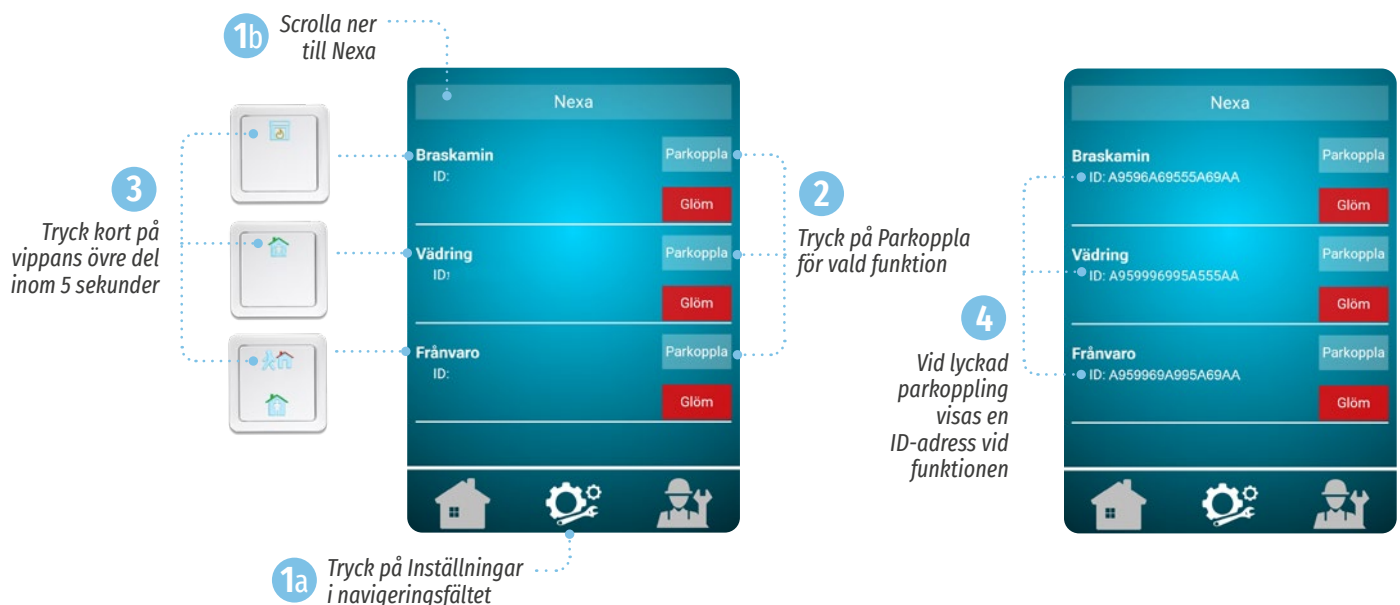 1b
Scrolla ner
till Nexa
3
Tryck kort på
vippans övre del
inom 5 sekunder
Nexa
Braskamin
Parkoppla
ID:
Glöm
Vädring
Parkoppla
ID:
Glöm
Frånvaro
Parkoppla
ID:
Glöm
2
Tryck på Parkoppla
för vald funktion
1a
Tryck på Inställningar
i navigeringsfältet
4
Vid lyckad
parkoppling
visas en
ID-adress vid
funktionen
Nexa
Braskamin
Parkoppla
ID: A9596A69555A69AA
Glöm
Vädring
Parkoppla
ID: A959996995A555AA
Glöm
Frånvaro
Parkoppla
ID: A959969A995A69AA
Glöm